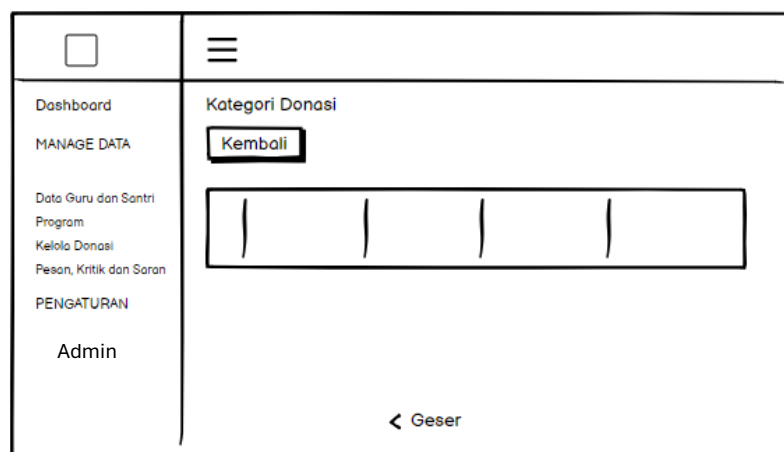 Dashboard
MANAGE DATA
Data Guru dan Santri
Program
Kelola Donasi
Pesan, Kritik dan Saran
PENGATURAN
Admin
Kategori Donasi
Kembali
Geser